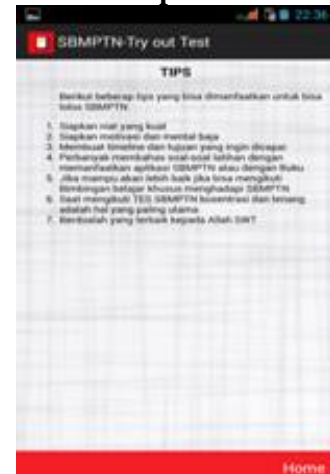 22:36
SBMPTN-Try out Test
TIPS
Berikut beberap tips yang bisa dimanfaatkan untuk bisa
lolos SBMPTN
1. Siapkan niat yang kuat
2. Siapkan motivasi dan mental baja
3. Membuat timeline dan tujuan yang ingin dicapai
4. Perbanyak membahas soal-soal latihan dengan
memanfaatkan aplikasi SBMPTN atau dengan Buku
5. Jika mampu akan lebih baik jika bisa mengikuti
Bimbingan belajar khusus menghadapi SBMPTN
6. Saat mengikuti TES SBMPTN kosentrasi dan tenang
adalah hal yang paling utama
7. Berdoalah yang terbaik kepada Allah SWT
Home